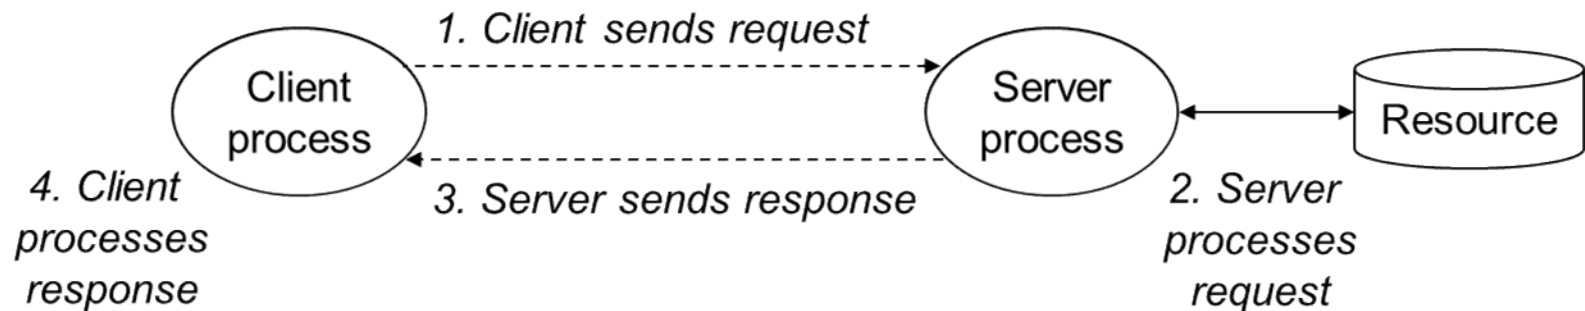 1. Client sends request
Client
process
Server
process
Resource
3. Server sends response
4. Client
processes
response
2. Server
processes
request